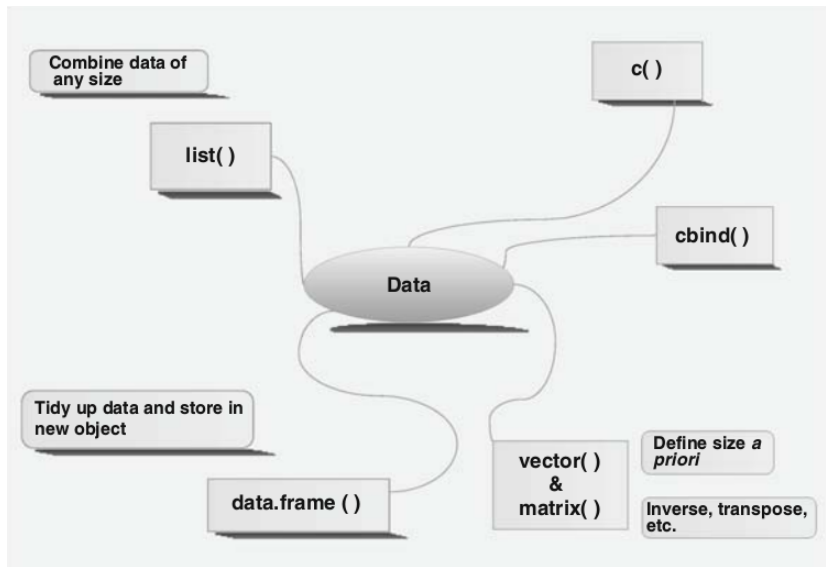 Combine data of
any size
c( )
list( )
cbind( )
Data
Tidy up data and store in
new object
data.frame ( )
vector( )
&
matrix( )
Define size a
priori
Inverse, transpose,
etc.